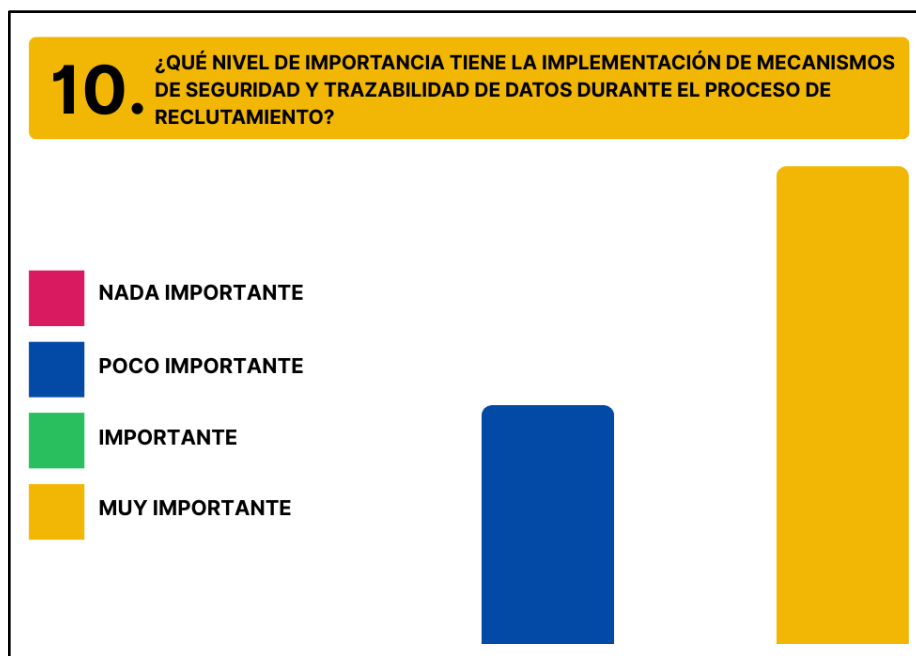 10.
¿QUÉ NIVEL DE IMPORTANCIA TIENE LA IMPLEMENTACIÓN DE MECANISMOS
DE SEGURIDAD Y TRAZABILIDAD DE DATOS DURANTE EL PROCESO DE
RECLUTAMIENTO?
NADA IMPORTANTE
POCO IMPORTANTE
IMPORTANTE
MUY IMPORTANTE